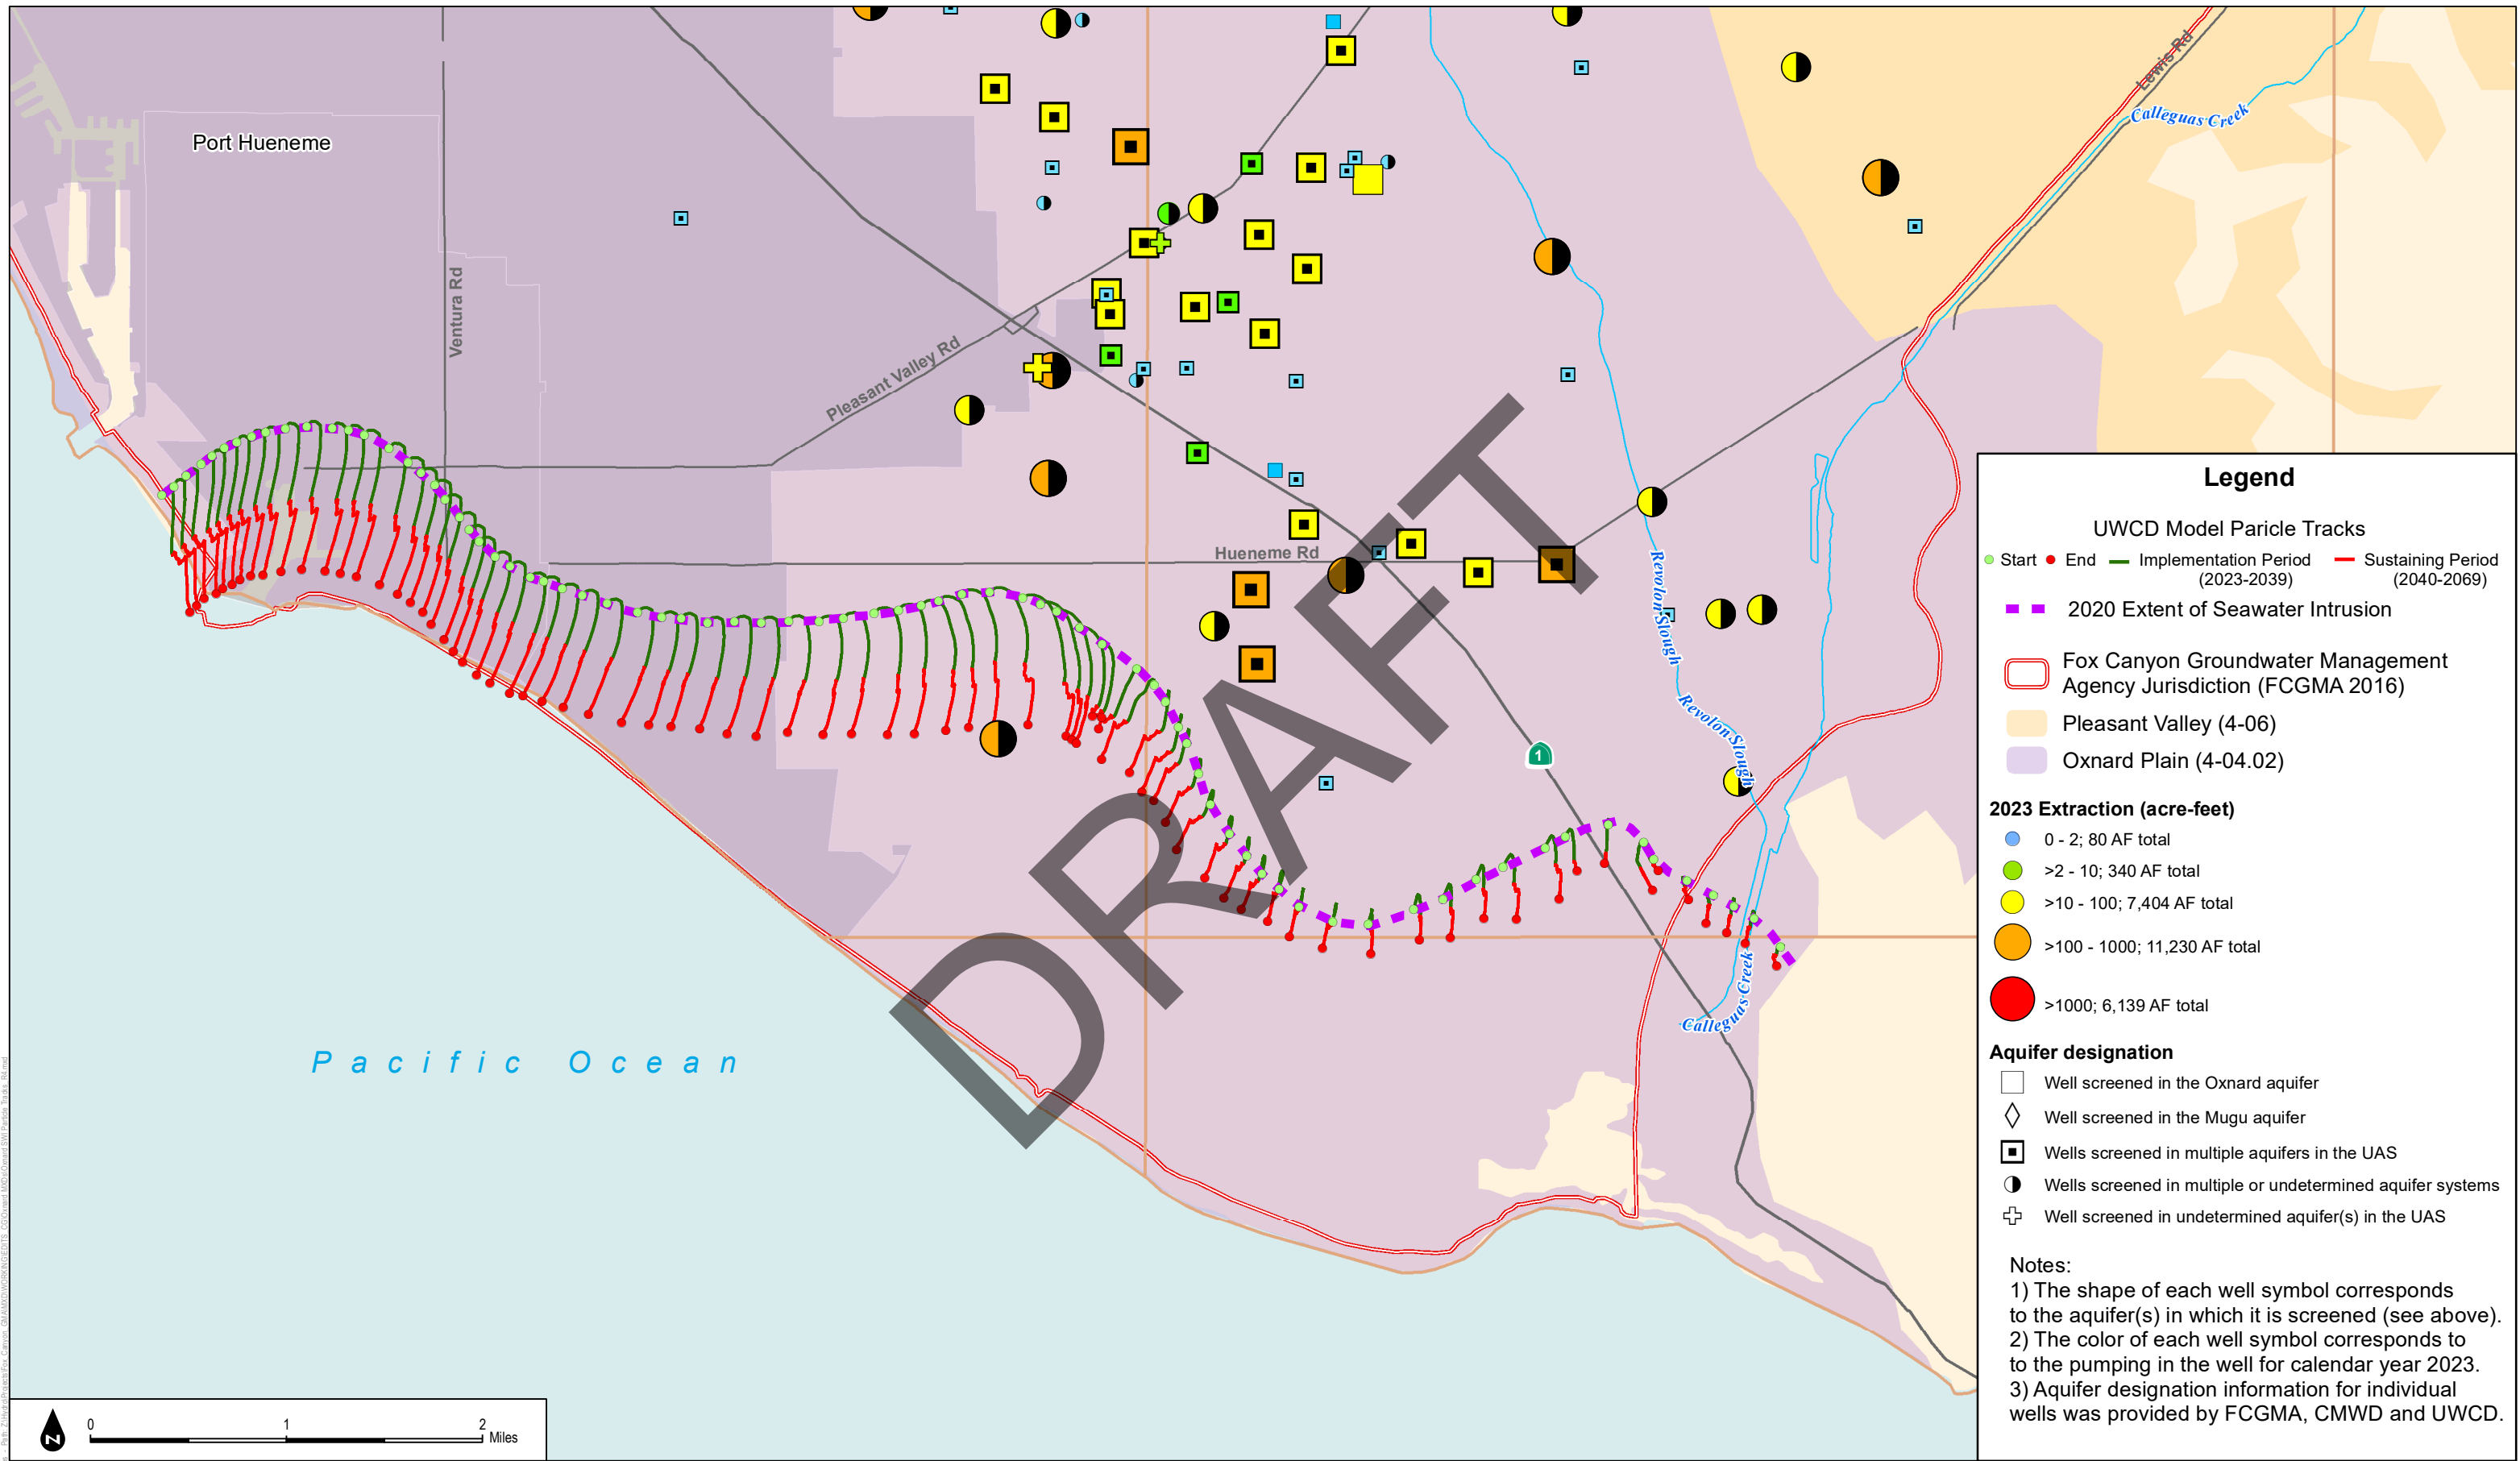 Port Hueneme
Ventura Rd
Pleasant Valley Rd
Hueneme Rd
Lewis Rd
Calleguas Creek
Revolon Slough
Revolon Slough
Calleguas Creek
1
Pacific Ocean
DRAFT
N
0 1 2
Miles
Legend
UWCD Model Paricle Tracks
Start End Implementation Period Sustaining Period
(2023-2039) (2040-2069)
2020 Extent of Seawater Intrusion
Fox Canyon Groundwater Management
Agency Jurisdiction (FCGMA 2016)
Pleasant Valley (4-06)
Oxnard Plain (4-04.02)
2023 Extraction (acre-feet)
0 - 2; 80 AF total
>2 - 10; 340 AF total
>10 - 100; 7,404 AF total
>100 - 1000; 11,230 AF total
>1000; 6,139 AF total
Aquifer designation
Well screened in the Oxnard aquifer
Well screened in the Mugu aquifer
Wells screened in multiple aquifers in the UAS
Wells screened in multiple or undetermined aquifer systems
Well screened in undetermined aquifer(s) in the UAS
Notes:
1) The shape of each well symbol corresponds
to the aquifer(s) in which it is screened (see above).
2) The color of each well symbol corresponds to
to the pumping in the well for calendar year 2023.
3) Aquifer designation information for individual
wells was provided by FCGMA, CMWD and UWCD.